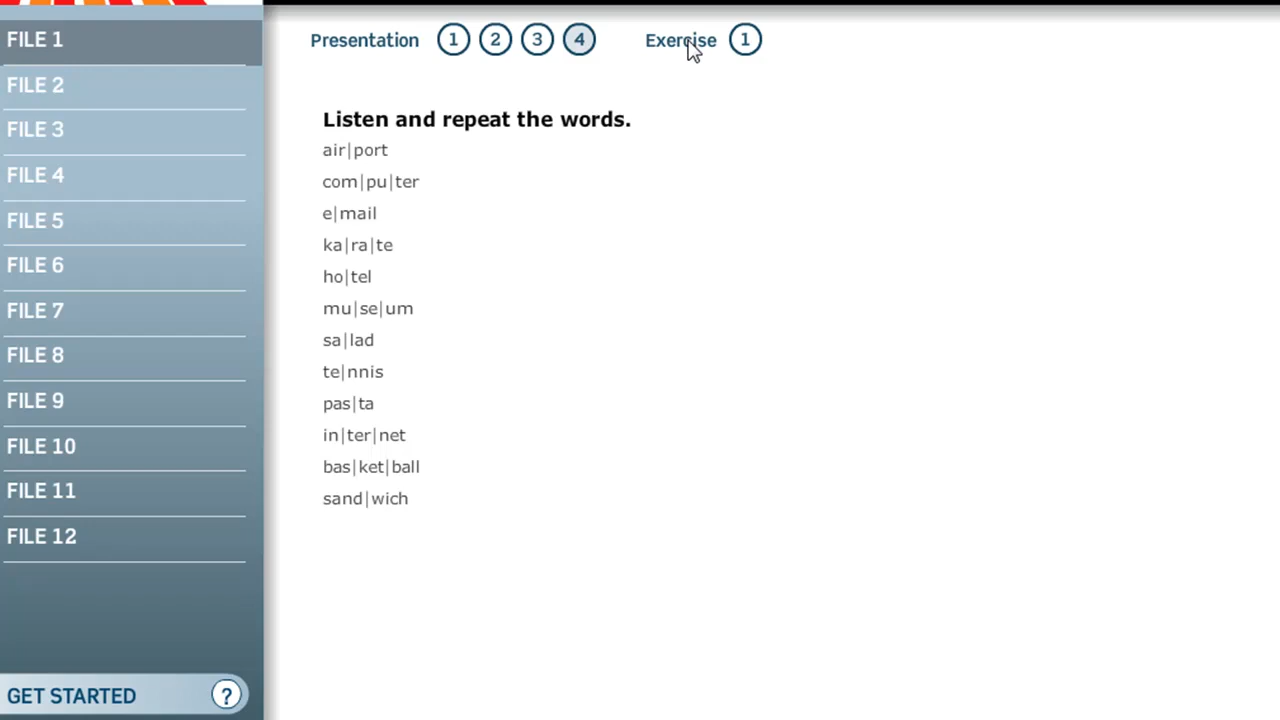 Presentation 1 2 3 4 Exercise 1
FILE 1
FILE 2
FILE 3
FILE 4
FILE 5
FILE 6
FILE 7
FILE 8
FILE 9
FILE 10
FILE 11
FILE 12
GET STARTED ?
Listen and repeat the words.
air|port
com|pu|ter
e|mail
ka|ra|te
ho|tel
mu|se|um
sa|lad
te|nnis
pas|ta
in|ter|net
bas|ket|ball
sand|wich